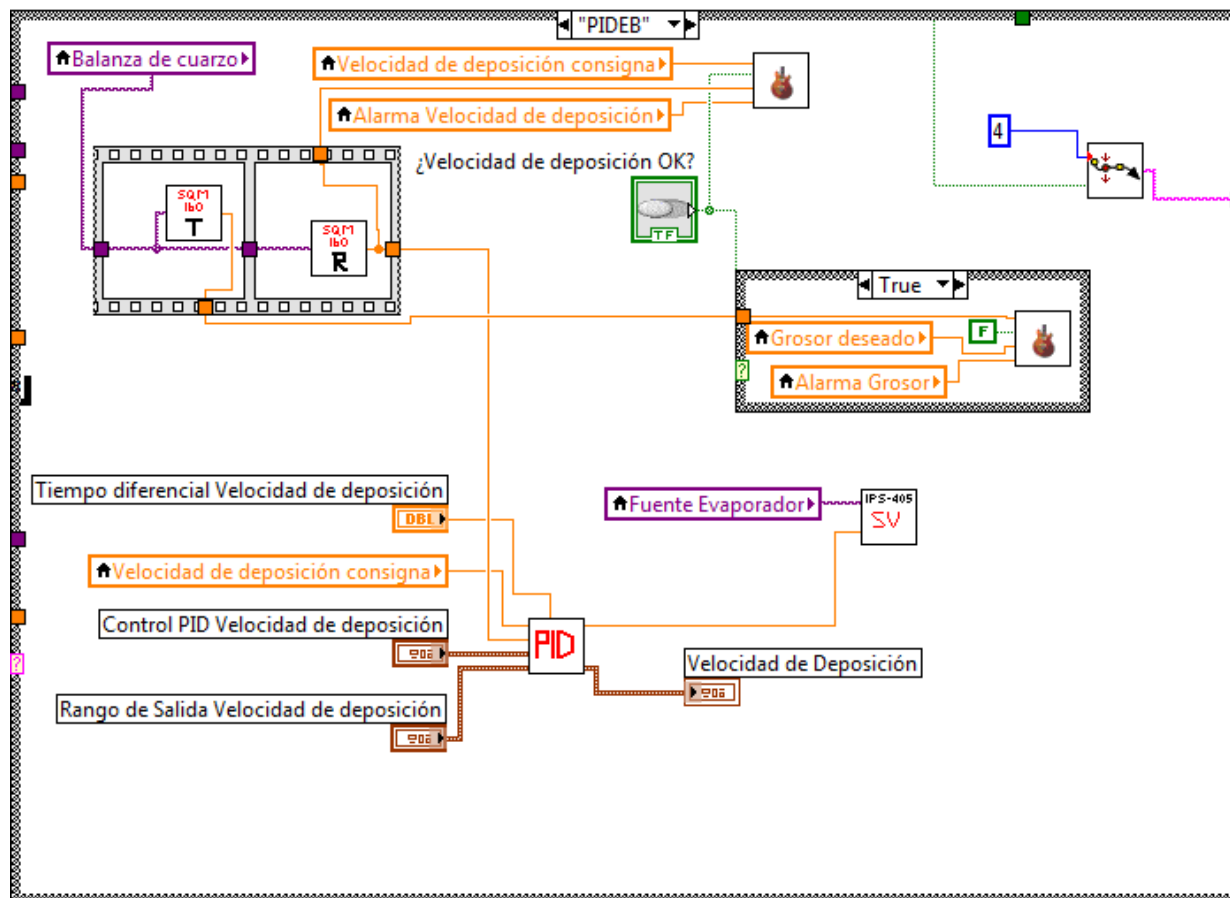 "PIDEB"
Balanza de cuarzo
Velocidad de deposición consigna
Alarma Velocidad de deposición
¿Velocidad de deposición OK?
TF
4
SQM
160
T
SQM
160
R
True
Grosor deseado
F
Alarma Grosor
?
Tiempo diferencial Velocidad de deposición
DBL
Fuente Evaporador
IPS-405
SV
Velocidad de deposición consigna
Control PID Velocidad de deposición
PID
?
Velocidad de Deposición
Rango de Salida Velocidad de deposición